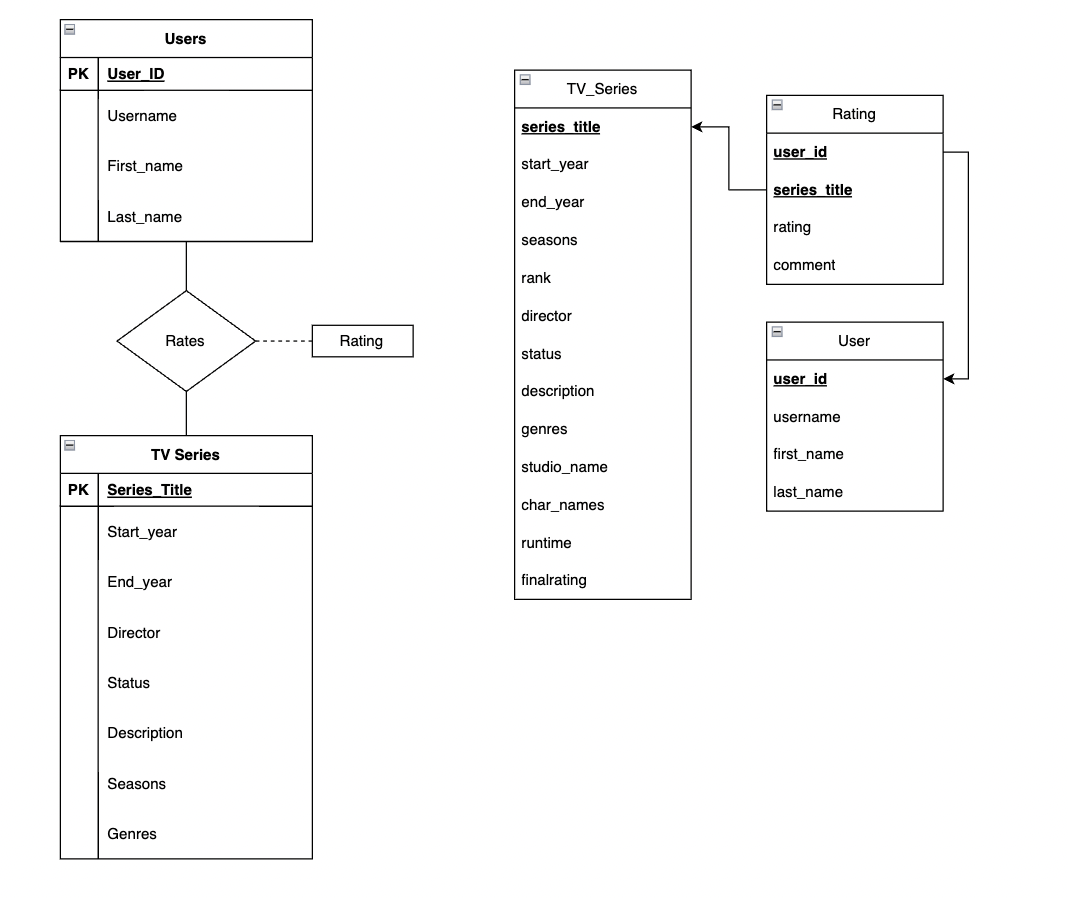 Users
PK User_ID
Username
First_name
Last_name
Rates
Rating
TV Series
PK Series_Title
Start_year
End_year
Director
Status
Description
Seasons
Genres
TV_Series
series_title
start_year
end_year
seasons
rank
director
status
description
genres
studio_name
char_names
runtime
finalrating
Rating
user_id
series_title
rating
comment
User
user_id
username
first_name
last_name